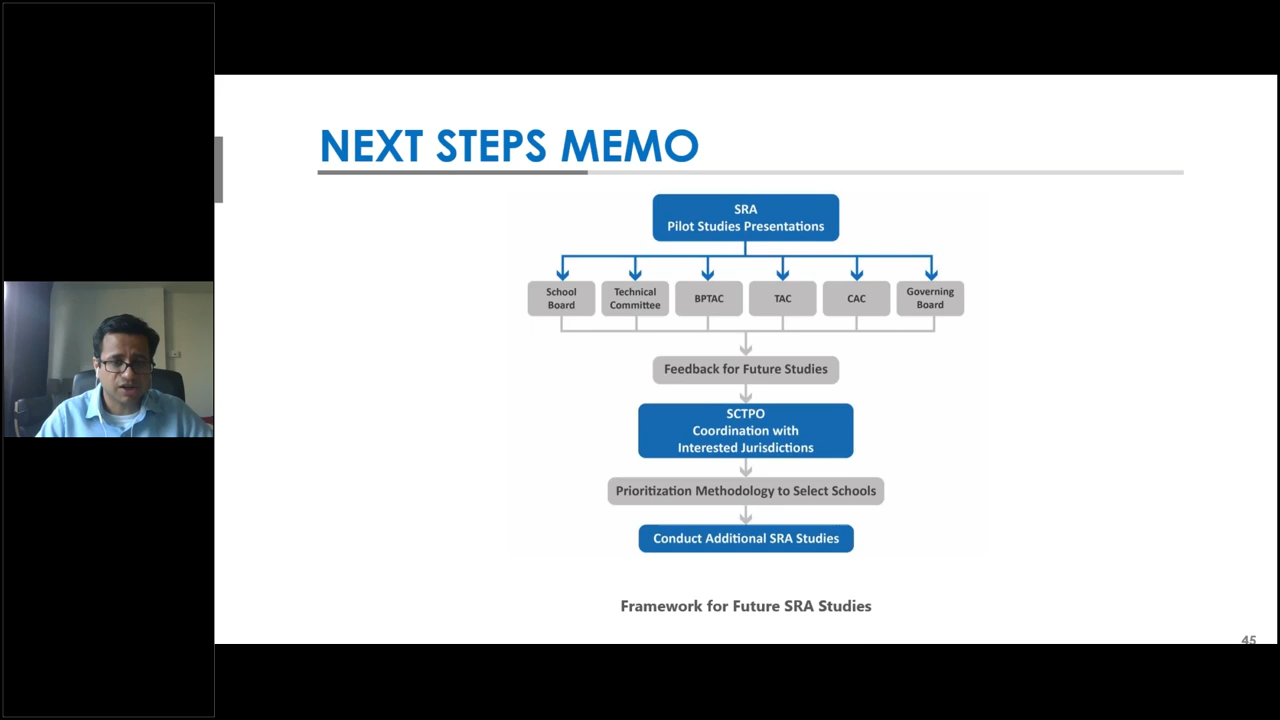 NEXT STEPS MEMO
SRA
Pilot Studies Presentations
School
Board
Technical
Committee
BPTAC
TAC
CAC
Governing
Board
Feedback for Future Studies
SCTPO
Coordination with
Interested Jurisdictions
Prioritization Methodology to Select Schools
Conduct Additional SRA Studies
Framework for Future SRA Studies
45